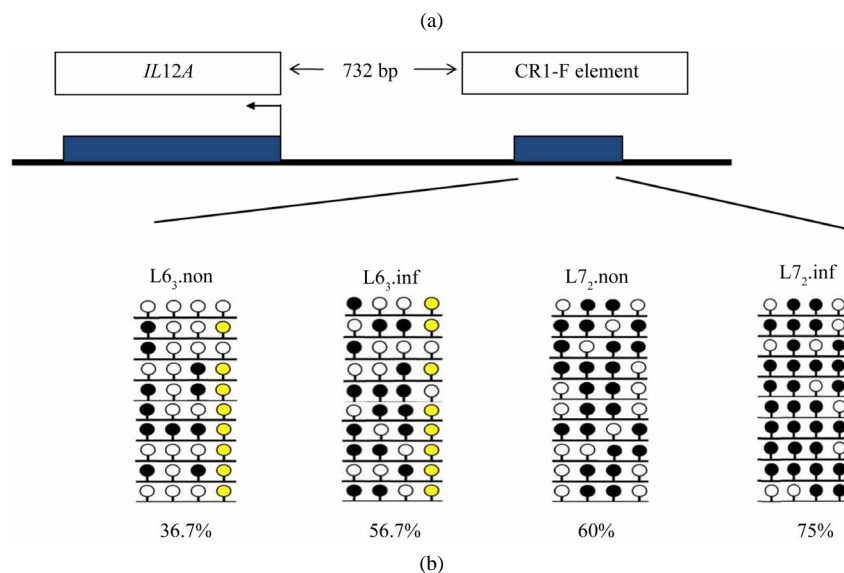 (a)
IL12A
732 bp
CR1-F element
L6₃.non
L6₃.inf
L7₂.non
L7₂.inf
36.7%
56.7%
60%
75%
(b)